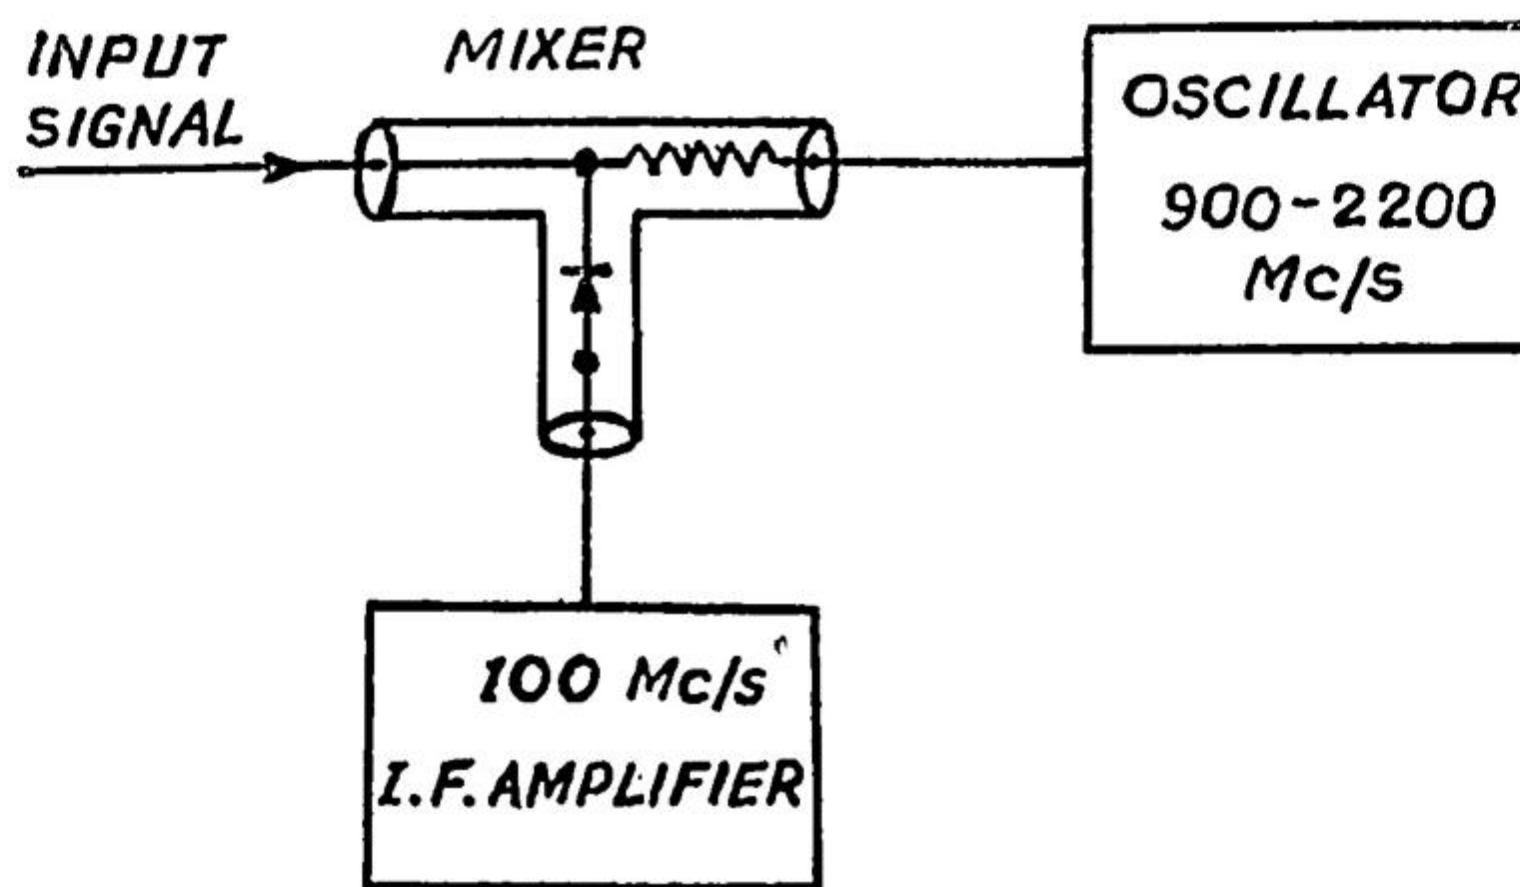 INPUT
SIGNAL
MIXER
OSCILLATOR
900-2200
Mc/s
100 Mc/s
I.F. AMPLIFIER